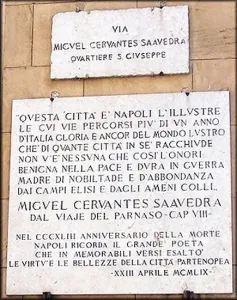 VIA
MIGVEL CERVANTES SAAVEDRA
QVARTIERE S. GIVSEPPE
"QVESTA CITTÀ È NAPOLI L'ILLVSTRE
LE CVI VIE PERCORSI PIV' DI VN ANNO
D'ITALIA GLORIA E ANCOR DEL MONDO LVSTRO
CHE' DI QVANTE CITTÀ IN SE' RACCHIVDE
NON V'E' NESSVNA CHE COSÌ L'ONORI
BENIGNA NELLA PACE E DVRA IN GVERRA
MADRE DI NOBILTADE E D'ABBONDANZA
DAI CAMPI ELISI E DAGLI AMENI COLLI„
MIGVEL CERVANTES SAAVEDRA
DAL VIAJE DEL PARNASO-CAP VIII-
NEL CCCXLIII ANNIVERSARIO DELLA MORTE
NAPOLI RICORDA IL GRANDE POETA
CHE IN MEMORABILI VERSI ESALTO'
LE VIRTV' E LE BELLEZZE DELLA CITTÀ PARTENOPEA
-XXIII APRILE MCMLIX-